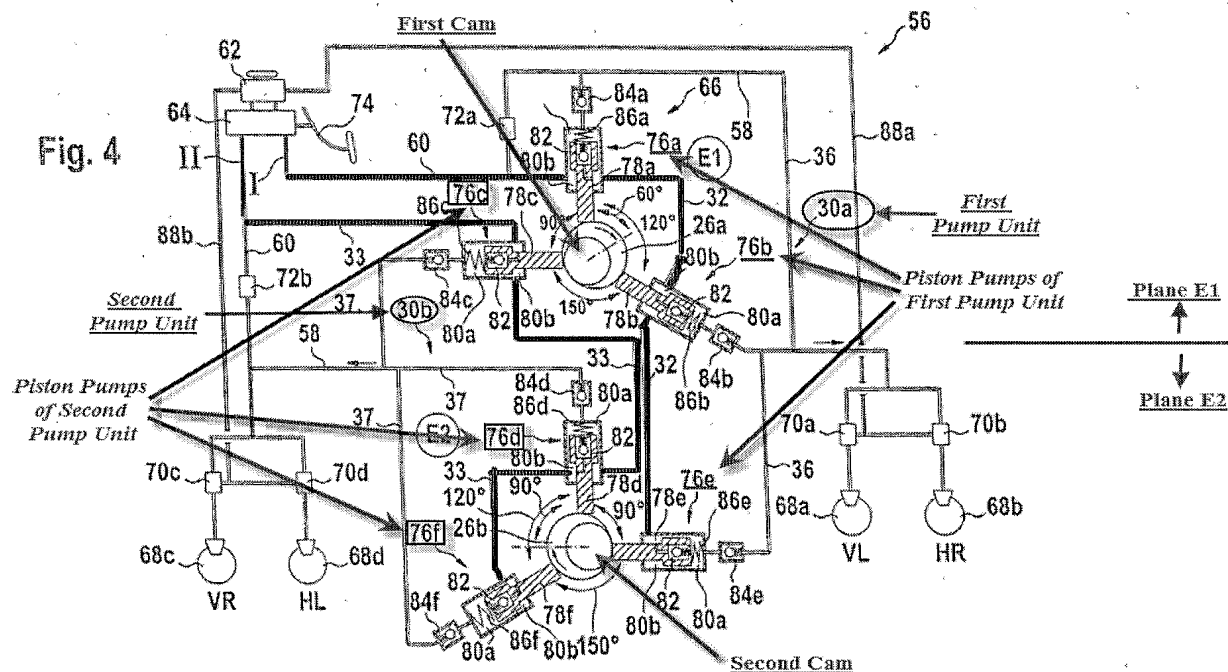 First Cam
56
62
64
74
Fig. 4
II
I
72a
84a
86a
82
80b
66
58
36
88a
76a
E1
78a
60
76c
86c
78c
90°
60°
120°
32
26a
30a
First
Pump Unit
76b
80b
Piston Pumps of
First Pump Unit
Plane E1
Plane E2
88b
60
33
72b
84c
82
80a
80b
150°
78b
82
80a
84b
86b
Second
Pump Unit
37
30b
58
37
33
32
84d
80a
86d
82
Piston Pumps
of Second
Pump Unit
37
E2
76d
80b
33
78d
70c
70d
120°
90°
90°
26b
78e
76e
86e
36
70a
70b
68a
68b
VL
HR
76f
68c
68d
VR
HL
82
84f
80a
86f
80b
78f
150°
80b
82
80a
84e
Second Cam